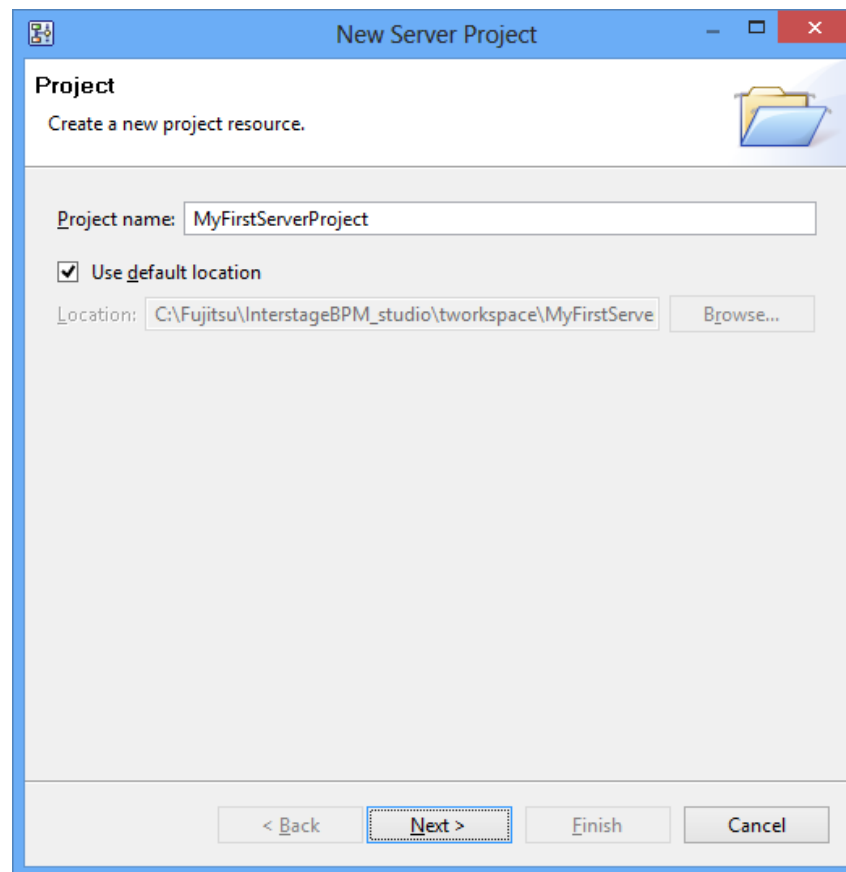 New Server Project
Project
Create a new project resource.
Project name: MyFirstServerProject
Use default location
Location: C:\Fujitsu\InterstageBPM_studio\tworkspace\MyFirstServe Browse...
< Back Next > Finish Cancel